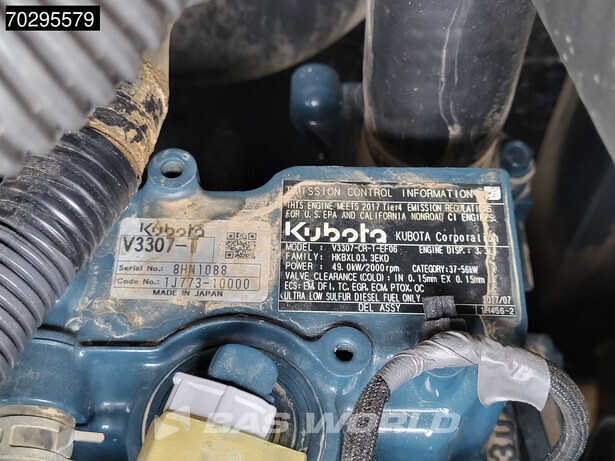 70295579
Kubota
V3307-T
Serial No. : 8HN1088
Code No. : 1J773-10000
MADE IN JAPAN
EMISSION CONTROL INFORMATION
THIS ENGINE MEETS 2017 Tier4 EMISSION REGULATIONS
FOR U.S. EPA AND CALIFORNIA NONROAD CI ENGINES.
Kubota KUBOTA Corporation
MODEL : V3307-CR-T-EF06 ENGINE DISP.:
FAMILY : HKBXL03.3EKD
POWER : 49.0kW/2000rpm CATEGORY:37-56kW
VALVE CLEARANCE (COLD) : IN 0.15mm EX 0.15mm
ECS: EM, DFI, TC, EGR, ECM, PTOX, OC
ULTRA LOW SULFUR DIESEL FUEL ONLY
2017/07
DEL ASSY 1H456-2
BAS WORLD